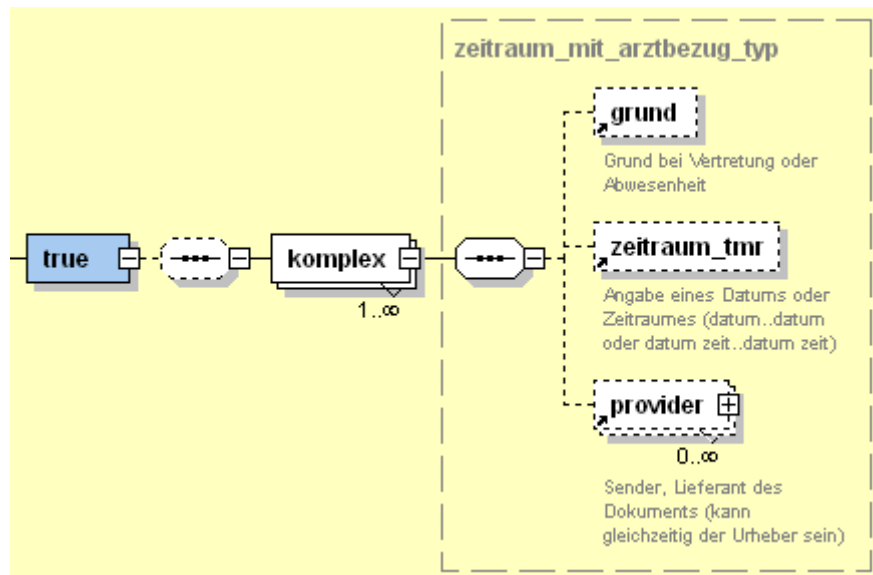 zeitraum_mit_arztbezug_typ
grund
Grund bei Vertretung oder
Abwesenheit
true
komplex
1..∞
zeitraum_tmr
Angabe eines Datums oder
Zeitraumes (datum..datum
oder datum zeit..datum zeit)
provider
0..∞
Sender, Lieferant des
Dokuments (kann
gleichzeitig der Urheber sein)